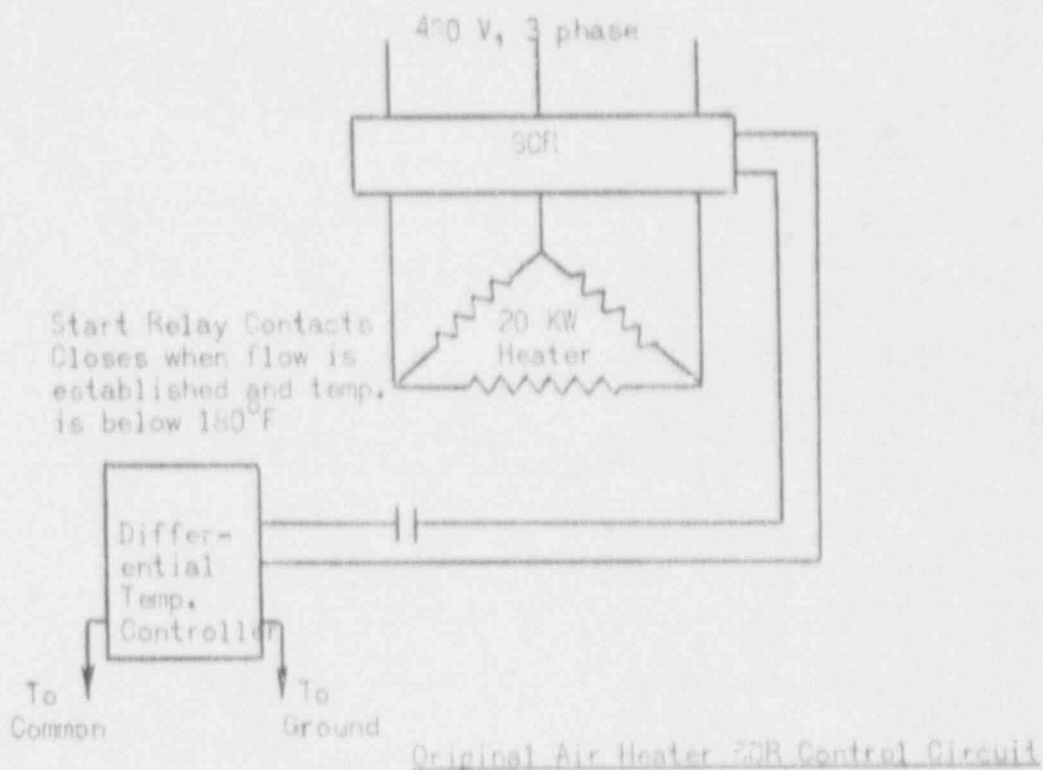 V, 3 phase
SCR
20 KW
Heater
Start Relay Contacts
Closes when flow is
established and temp.
is below 180°F
Differ-
ential
Temp.
Controller
To
Common
To
Ground
Original Air Heater SCR Control Circuit